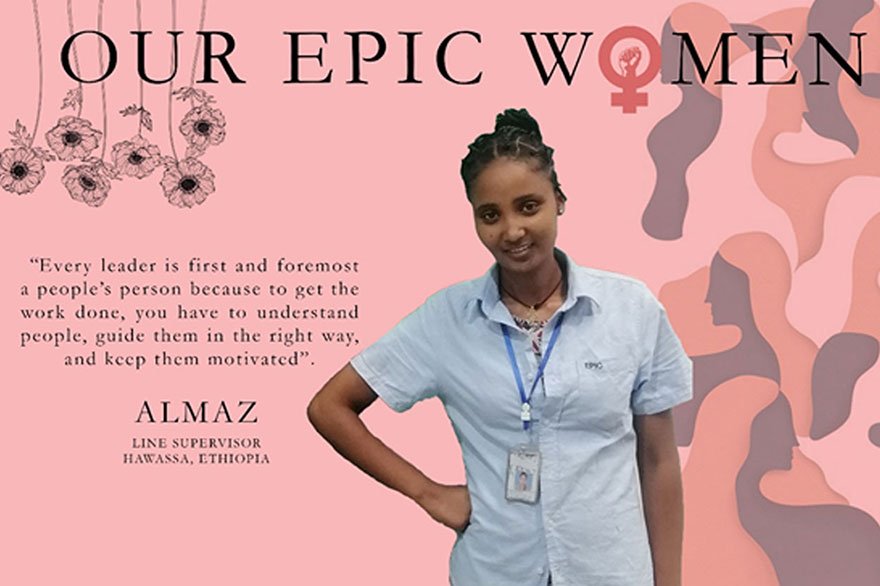 OUR EPIC WOMEN
“Every leader is first and foremost
a people’s person because to get the
work done, you have to understand
people, guide them in the right way,
and keep them motivated”.
ALMAZ
LINE SUPERVISOR
HAWASSA, ETHIOPIA
EPIC